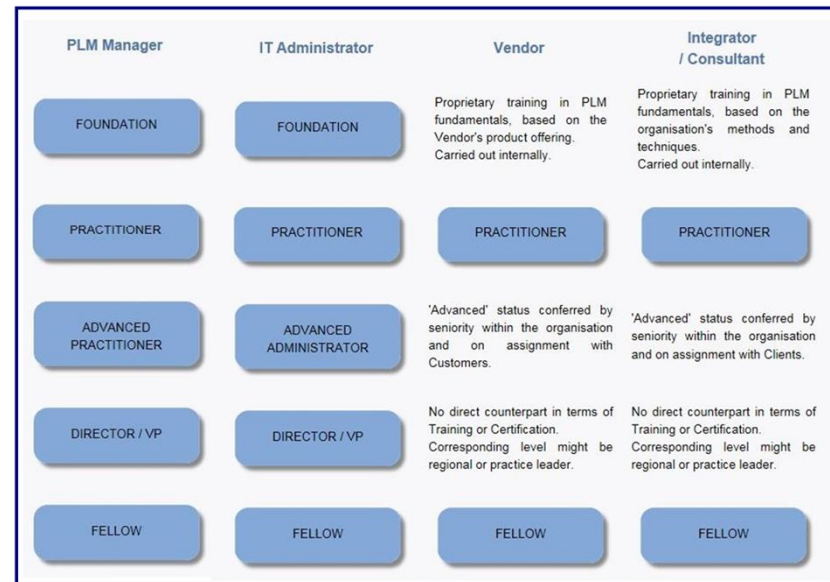 PLM Manager
IT Administrator
Vendor
Integrator
/ Consultant
FOUNDATION
FOUNDATION
Proprietary training in PLM
fundamentals, based on the
Vendor's product offering.
Carried out internally.
Proprietary training in PLM
fundamentals, based on the
organisation's methods and
techniques.
Carried out internally.
PRACTITIONER
PRACTITIONER
PRACTITIONER
PRACTITIONER
ADVANCED
PRACTITIONER
ADVANCED
ADMINISTRATOR
'Advanced' status conferred by
seniority within the organisation
and on assignment with
Customers.
'Advanced' status conferred by
seniority within the organisation
and on assignment with Clients.
DIRECTOR / VP
DIRECTOR / VP
No direct counterpart in terms of
Training or Certification.
Corresponding level might be
regional or practice leader.
No direct counterpart in terms of
Training or Certification.
Corresponding level might be
regional or practice leader.
FELLOW
FELLOW
FELLOW
FELLOW